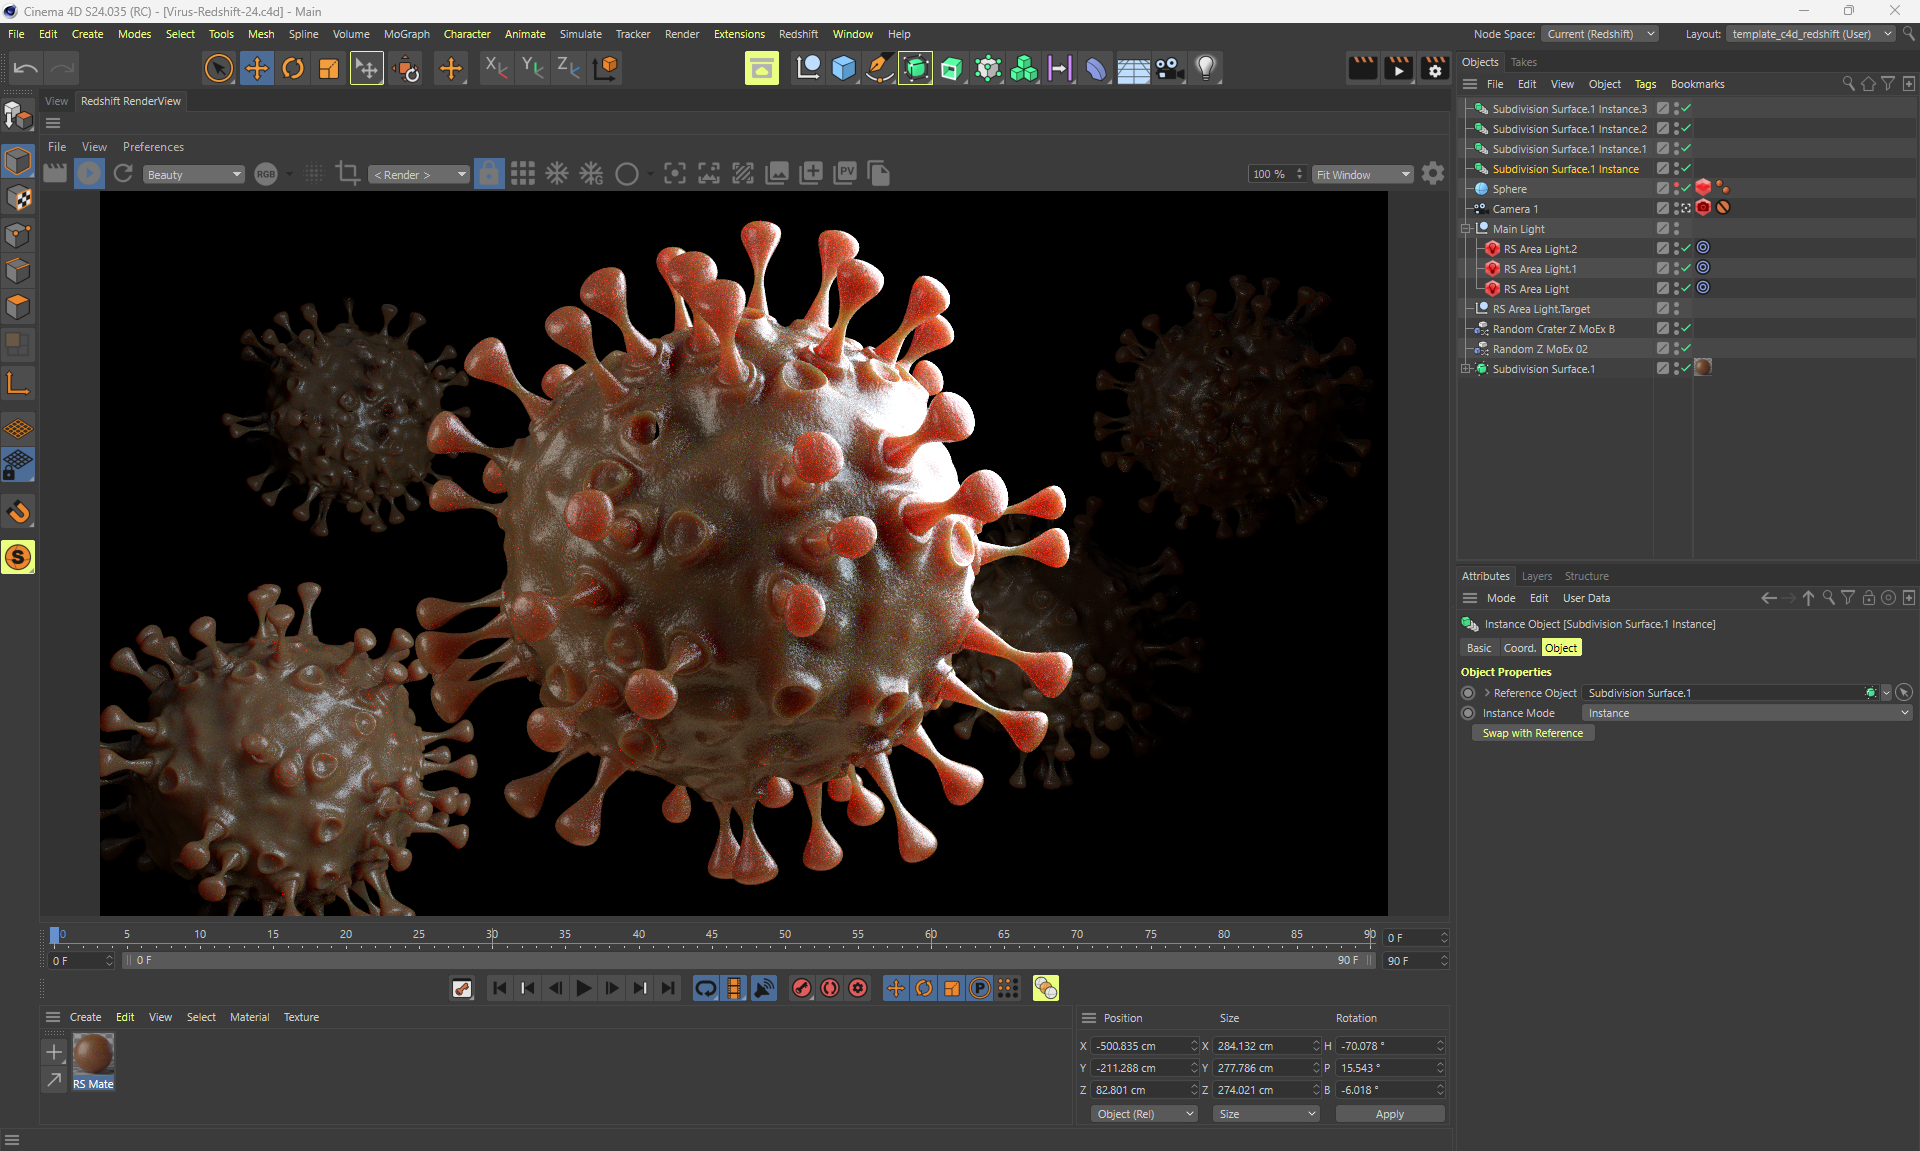 Cinema 4D S24.035 (RC) - [Virus-Redshift-24.c4d] - Main
File Edit Create Modes Select Tools Mesh Spline Volume MoGraph Character Animate Simulate Tracker Render Extensions Redshift Window Help
Node Space: Current (Redshift) Layout: template_c4d_redshift (User)
X Y Z
View Redshift RenderView
File View Preferences
Beauty RGB < Render > PV 100 % Fit Window
Objects Takes
File Edit View Object Tags Bookmarks
Subdivision Surface.1 Instance.3
Subdivision Surface.1 Instance.2
Subdivision Surface.1 Instance.1
Subdivision Surface.1 Instance
Sphere
Camera 1
Main Light
RS Area Light.2
RS Area Light.1
RS Area Light
RS Area Light.Target
Random Crater Z MoEx B
Random Z MoEx 02
Subdivision Surface.1
S
Attributes Layers Structure
Mode Edit User Data
Instance Object [Subdivision Surface.1 Instance]
Basic Coord. Object
Object Properties
Reference Object Subdivision Surface.1
Instance Mode Instance
Swap with Reference
0 5 10 15 20 25 30 35 40 45 50 55 60 65 70 75 80 85 90 0 F
0 F 0 F 90 F 90 F
P
Create Edit View Select Material Texture
RS Mate
Position Size Rotation
X -500.835 cm X 284.132 cm H -70.078 °
Y -211.288 cm Y 277.786 cm P 15.543 °
Z 82.801 cm Z 274.021 cm B -6.018 °
Object (Rel) Size Apply